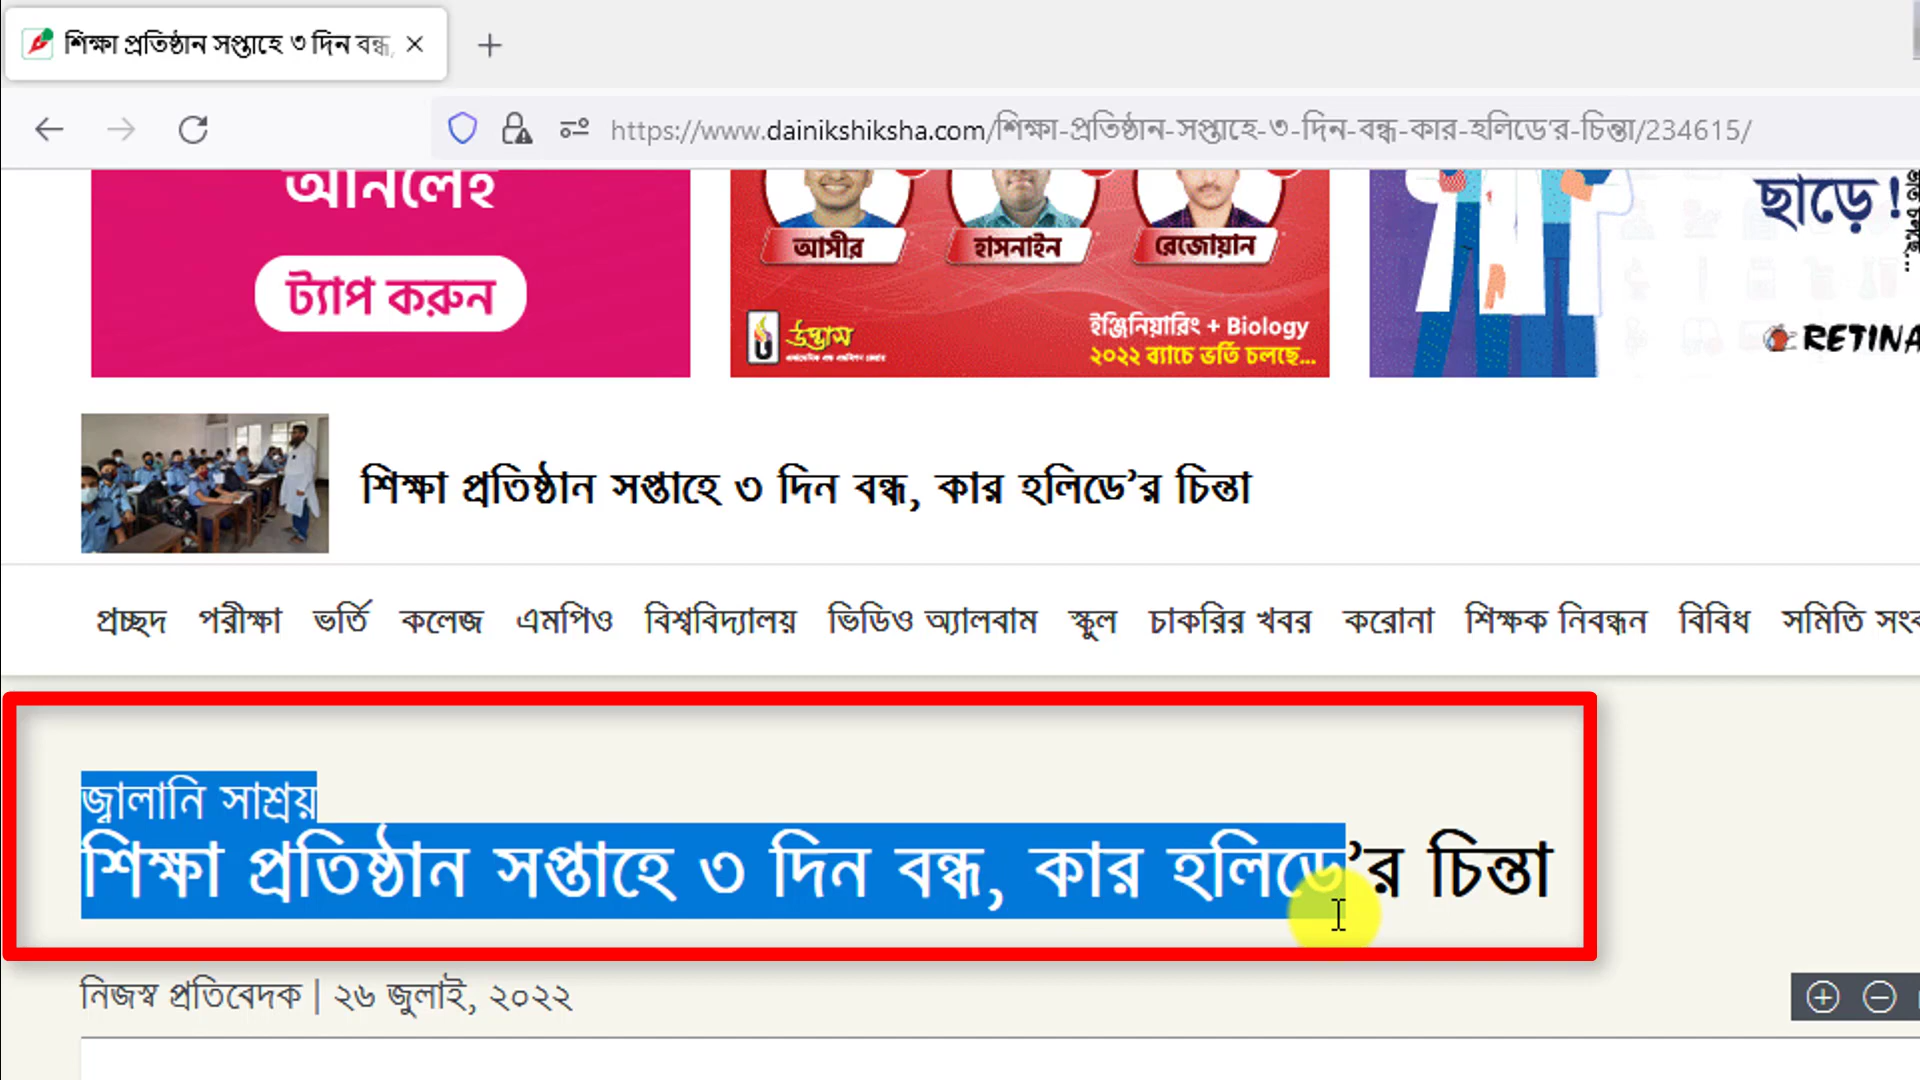 শিক্ষা প্রতিষ্ঠান সপ্তাহে ৩ দিন বন্ধ,
https://www.dainikshiksha.com/শিক্ষা-প্রতিষ্ঠান-সপ্তাহে-৩-দিন-বন্ধ-কার-হলিডে'র-চিন্তা/234615/
ট্যাপ করুন
আসীর
হাসনাইন
রেজোয়ান
উদ্ভাস
ইঞ্জিনিয়ারিং + Biology
২০২২ ব্যাচে ভর্তি চলছে...
ছাড়ে!
RETINA
শিক্ষা প্রতিষ্ঠান সপ্তাহে ৩ দিন বন্ধ, কার হলিডে’র চিন্তা
প্রচ্ছদ পরীক্ষা ভর্তি কলেজ এমপিও বিশ্ববিদ্যালয় ভিডিও অ্যালবাম স্কুল চাকরির খবর করোনা শিক্ষক নিবন্ধন বিবিধ সমিতি
জ্বালানি সাশ্রয়
শিক্ষা প্রতিষ্ঠান সপ্তাহে ৩ দিন বন্ধ, কার হলিডে’র চিন্তা
নিজস্ব প্রতিবেদক | ২৬ জুলাই, ২০২২